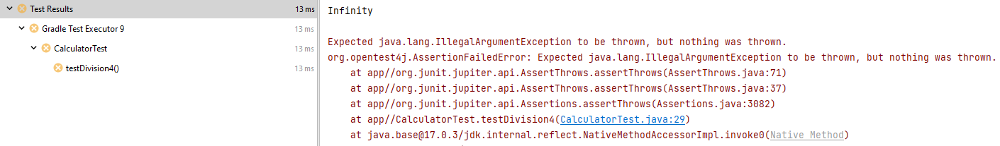 Test Results 13 ms
Gradle Test Executor 9 13 ms
CalculatorTest 13 ms
testDivision4() 13 ms
Infinity
Expected java.lang.IllegalArgumentException to be thrown, but nothing was thrown.
org.opentest4j.AssertionFailedError: Expected java.lang.IllegalArgumentException to be thrown, but nothing was thrown.
at app//org.junit.jupiter.api.AssertThrows.assertThrows(AssertThrows.java:71)
at app//org.junit.jupiter.api.AssertThrows.assertThrows(AssertThrows.java:37)
at app//org.junit.jupiter.api.Assertions.assertThrows(Assertions.java:3082)
at app//CalculatorTest.testDivision4(CalculatorTest.java:29)
at java.base@17.0.3/jdk.internal.reflect.NativeMethodAccessorImpl.invoke0(Native Method)